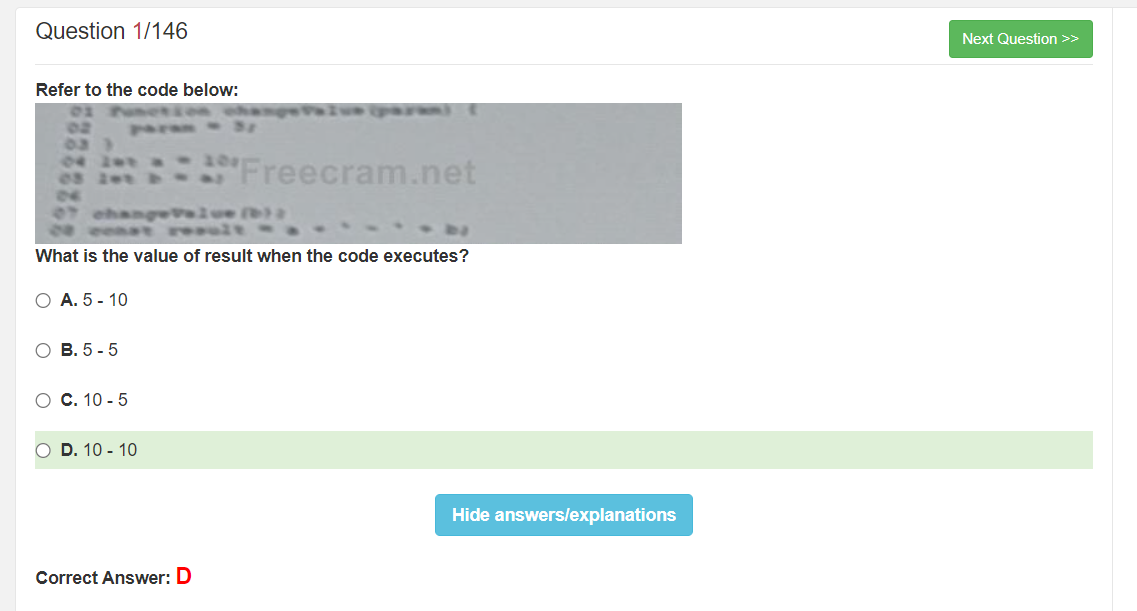 Question 1/146
Next Question >>
Refer to the code below:
01 function changeValue(param) {
02 param = 5;
03 }
04 let a = 10;
05 let b = a;
06
07 changeValue(b);
08 const result = a + ' - ' + b;
Freecram.net
What is the value of result when the code executes?
A. 5 - 10
B. 5 - 5
C. 10 - 5
D. 10 - 10
Hide answers/explanations
Correct Answer: D